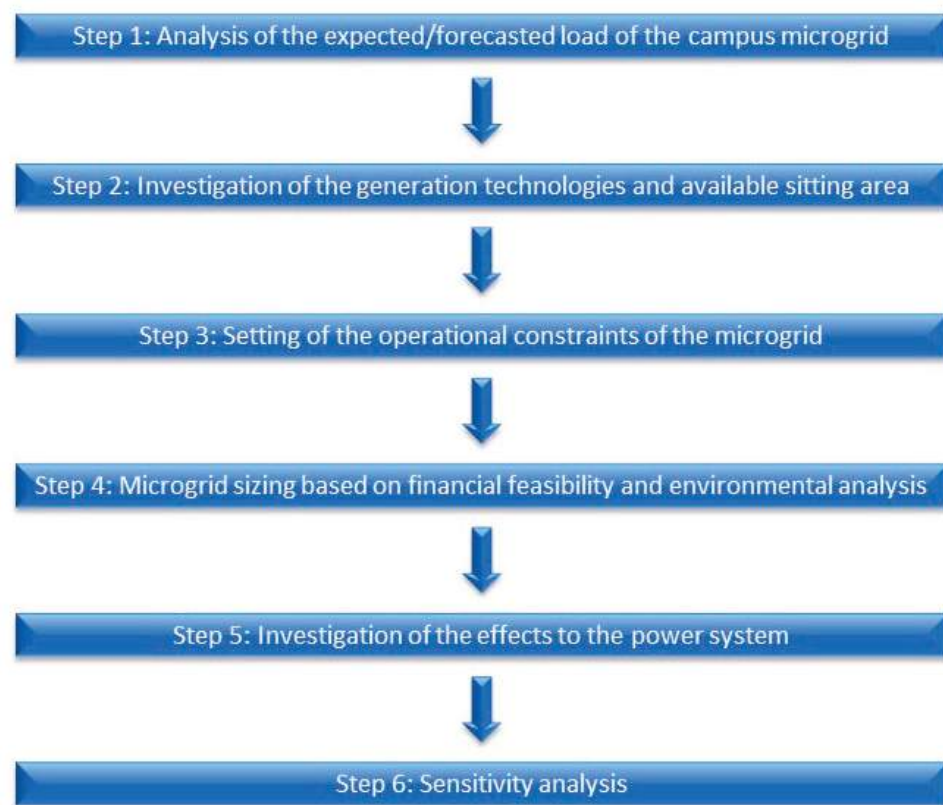 Step 1: Analysis of the expected/forecasted load of the campus microgrid
Step 2: Investigation of the generation technologies and available sitting area
Step 3: Setting of the operational constraints of the microgrid
Step 4: Microgrid sizing based on financial feasibility and environmental analysis
Step 5: Investigation of the effects to the power system
Step 6: Sensitivity analysis